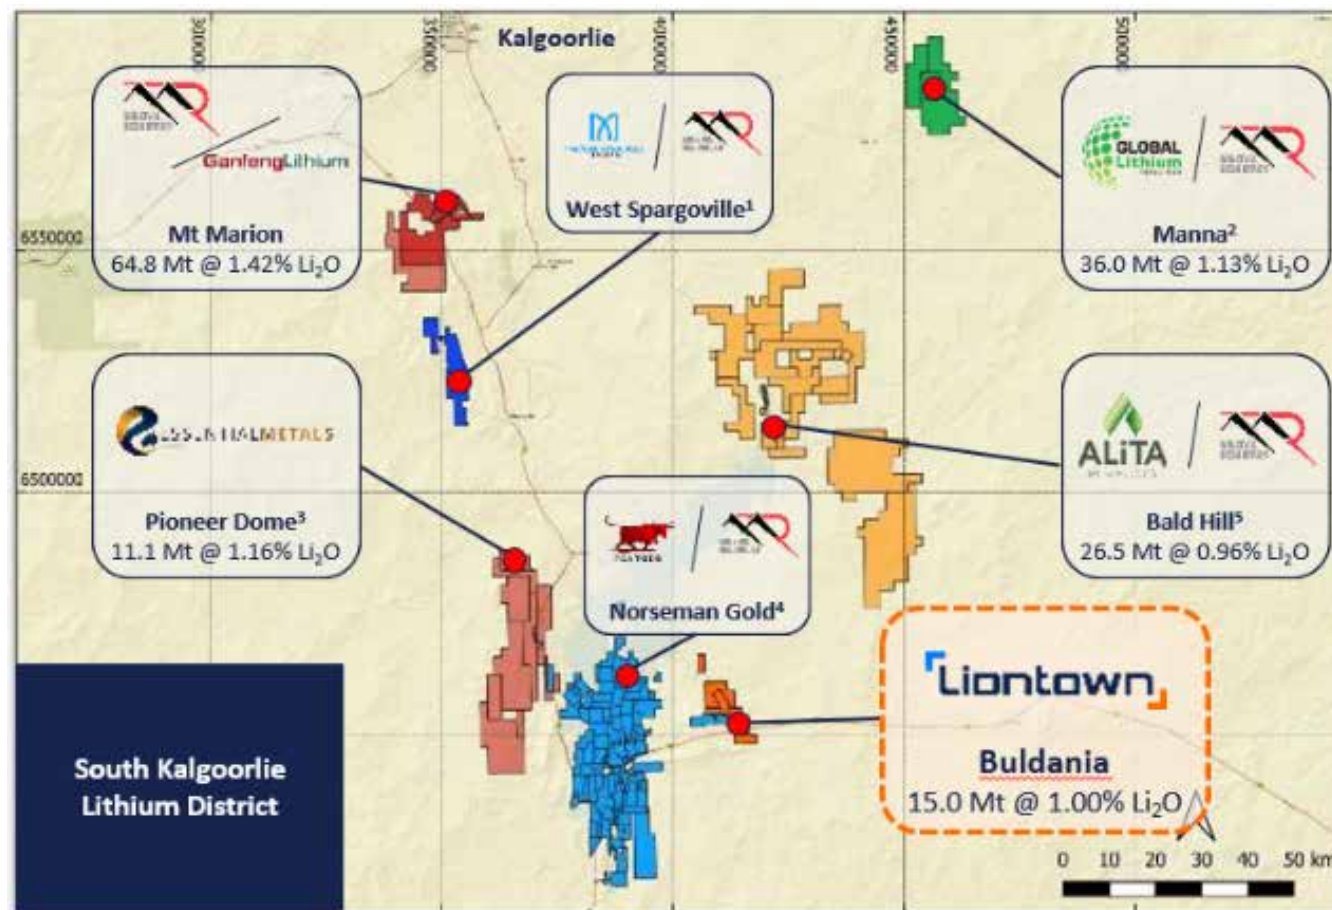 Kalgoorlie
300000
350000
400000
450000
500000
6550000
6500000
GanfengLithium
Mt Marion
64.8 Mt @ 1.42% Li₂O
West Spargoville¹
GLOBAL
Lithium
Manna²
36.0 Mt @ 1.13% Li₂O
Pioneer Dome³
11.1 Mt @ 1.16% Li₂O
Norseman Gold⁴
ALiTA
Bald Hill⁵
26.5 Mt @ 0.96% Li₂O
Liontown
Buldania
15.0 Mt @ 1.00% Li₂O
South Kalgoorlie
Lithium District
0 10 20 30 40 50 km